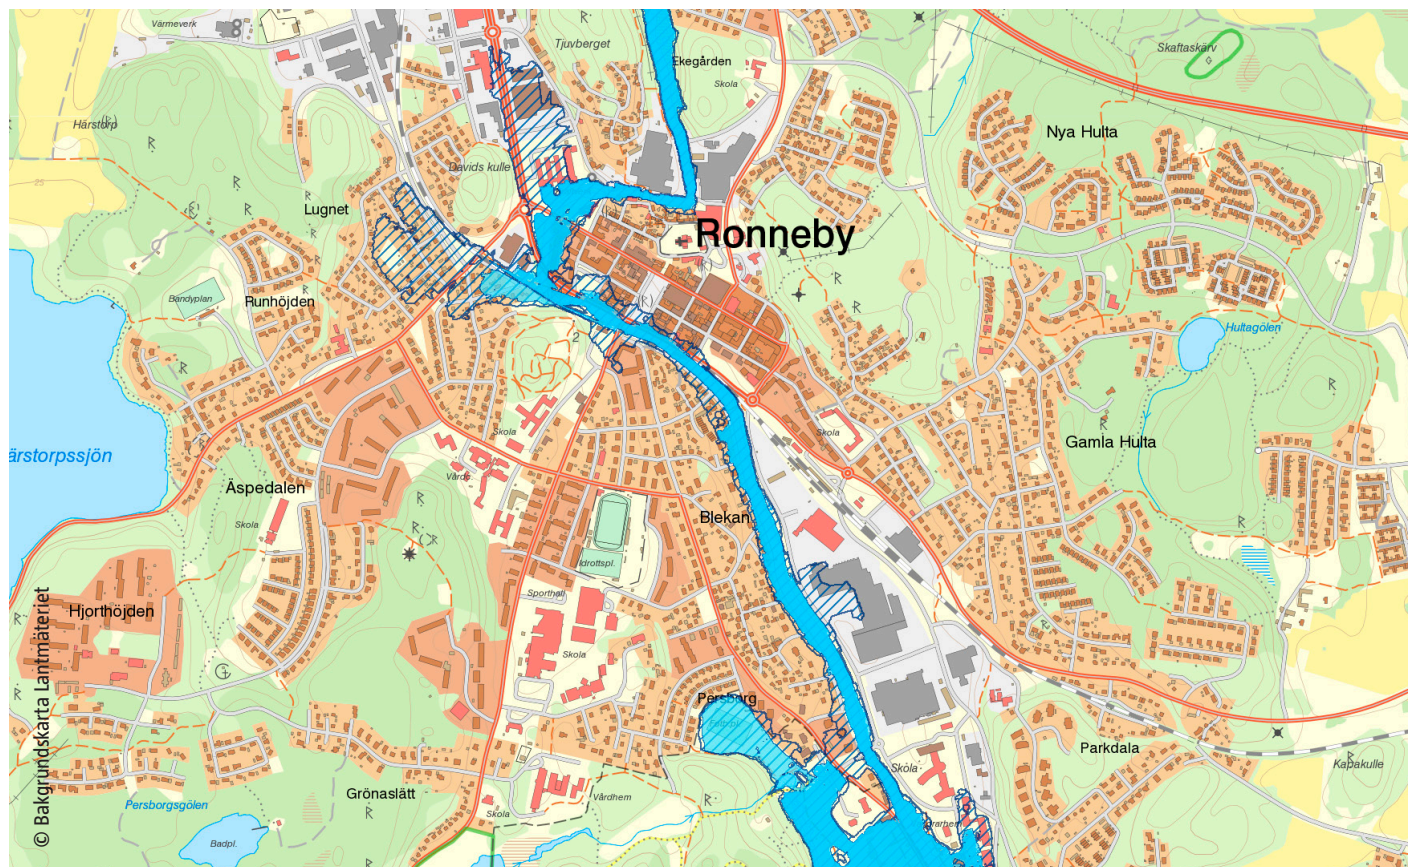 Värmeverk
Tjuvberget
Ekegården
Skola
Skaftaskärv
Härstorp
Nya Hulta
Davids kulle
Lugnet
Ronneby
Bandyplan
Runhöjden
Hultagölen
2
ärstorpssjön
Skola
Skola
Gamla Hulta
Äspedalen
Vårdc.
Skola
Blekan
Idrottspl.
Hjorthöjden
Sporthall
Skola
Persborg
Parkdala
Skola
Kapakulle
Grönaslätt
Persborgsgölen
Vårdhem
Skola
Badpl.
© Bakgrundskarta Lantmäteriet